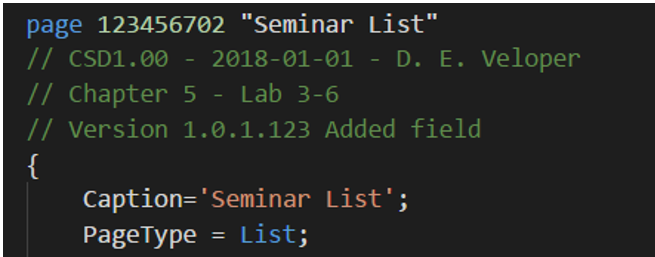 page 123456702 "Seminar List"
// CSD1.00 - 2018-01-01 - D. E. Veloper
// Chapter 5 - Lab 3-6
// Version 1.0.1.123 Added field
{
Caption='Seminar List';
PageType = List;